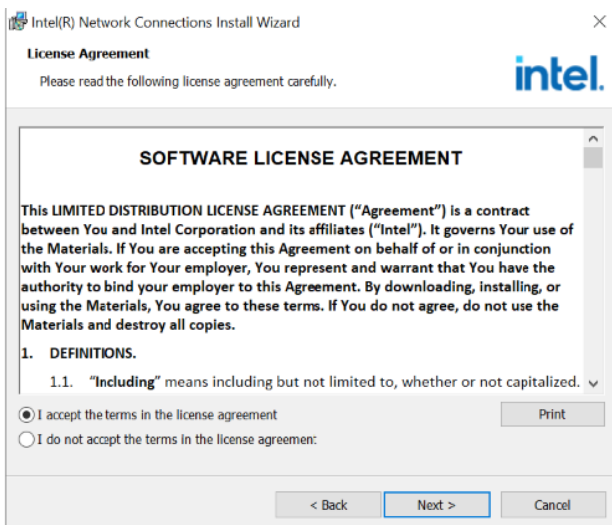 Intel(R) Network Connections Install Wizard
License Agreement
Please read the following license agreement carefully.
intel.
SOFTWARE LICENSE AGREEMENT
This LIMITED DISTRIBUTION LICENSE AGREEMENT (“Agreement”) is a contract
between You and Intel Corporation and its affiliates (“Intel”). It governs Your use of
the Materials. If You are accepting this Agreement on behalf of or in conjunction
with Your work for Your employer, You represent and warrant that You have the
authority to bind your employer to this Agreement. By downloading, installing, or
using the Materials, You agree to these terms. If You do not agree, do not use the
Materials and destroy all copies.
1. DEFINITIONS.
1.1. “Including” means including but not limited to, whether or not capitalized.
I accept the terms in the license agreement
Print
I do not accept the terms in the license agreemen:
< Back
Next >
Cancel